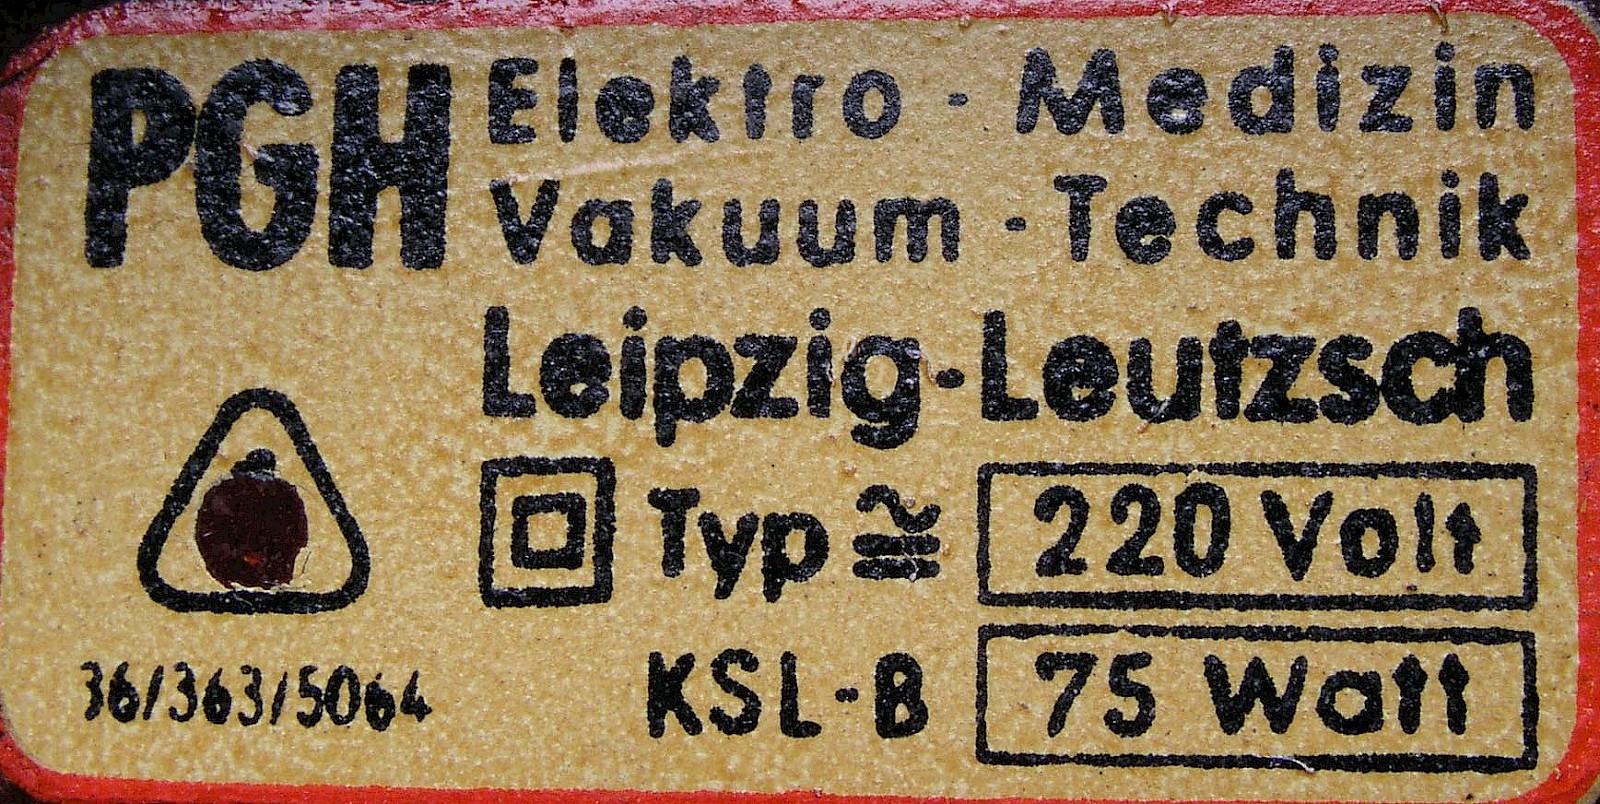 PGH Elektro-Medizin
Vakuum-Technik
Leipzig-Leutzsch
Typ ≅ 220 Volt
KSL-B 75 Watt
36/363/5064